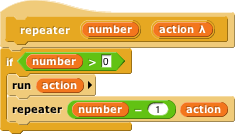 repeater number action λ
if number > 0
run action
repeater number − 1 action